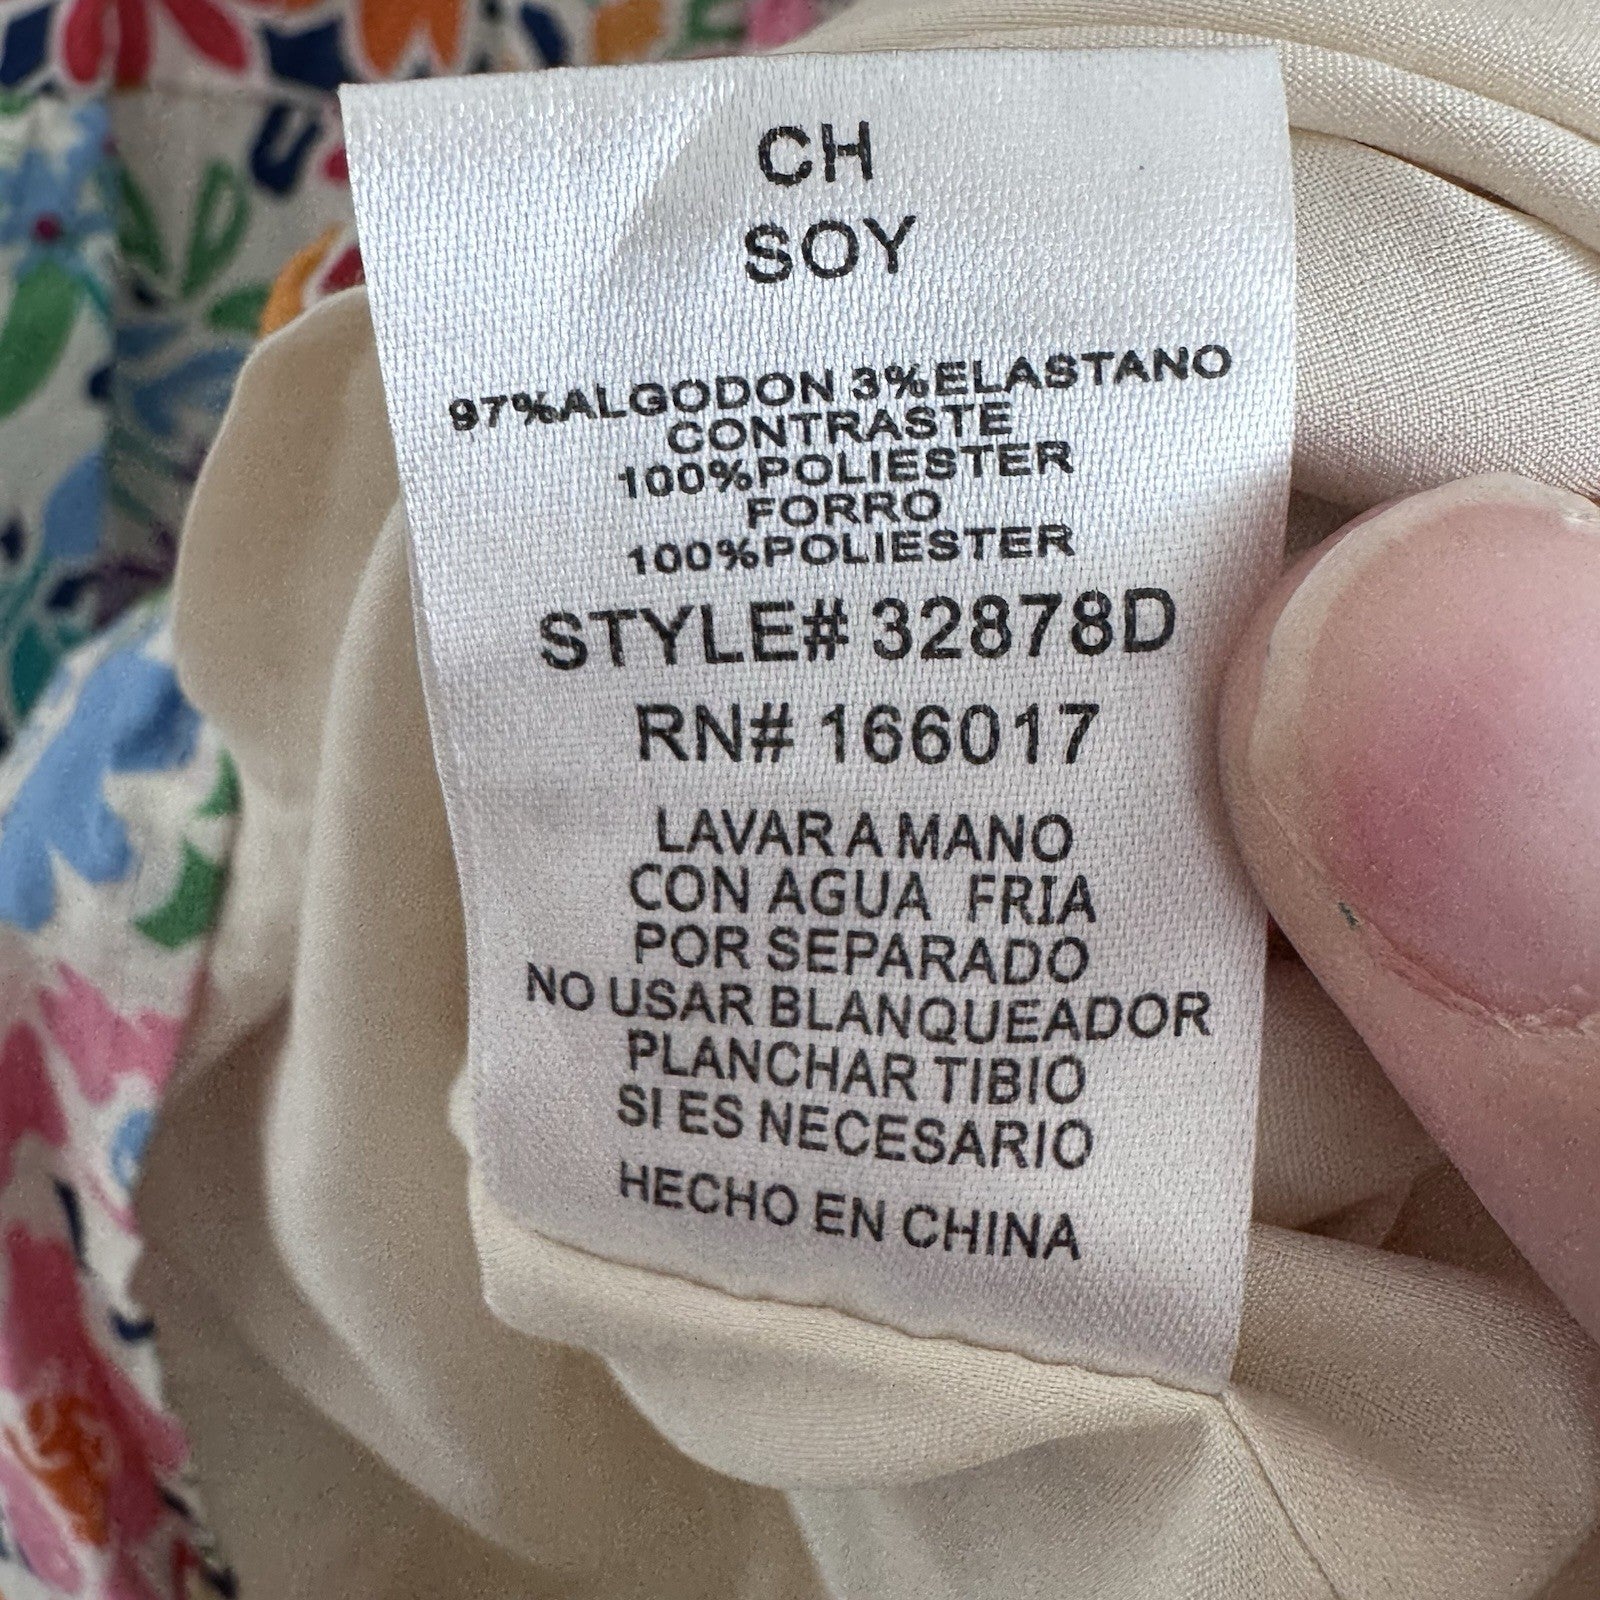 CH
SOY
97%ALGODON 3%ELASTANO
CONTRASTE
100%POLIESTER
FORRO
100%POLIESTER
STYLE# 32878D
RN# 166017
LAVAR A MANO
CON AGUA FRIA
POR SEPARADO
NO USAR BLANQUEADOR
PLANCHAR TIBIO
SI ES NECESARIO
HECHO EN CHINA